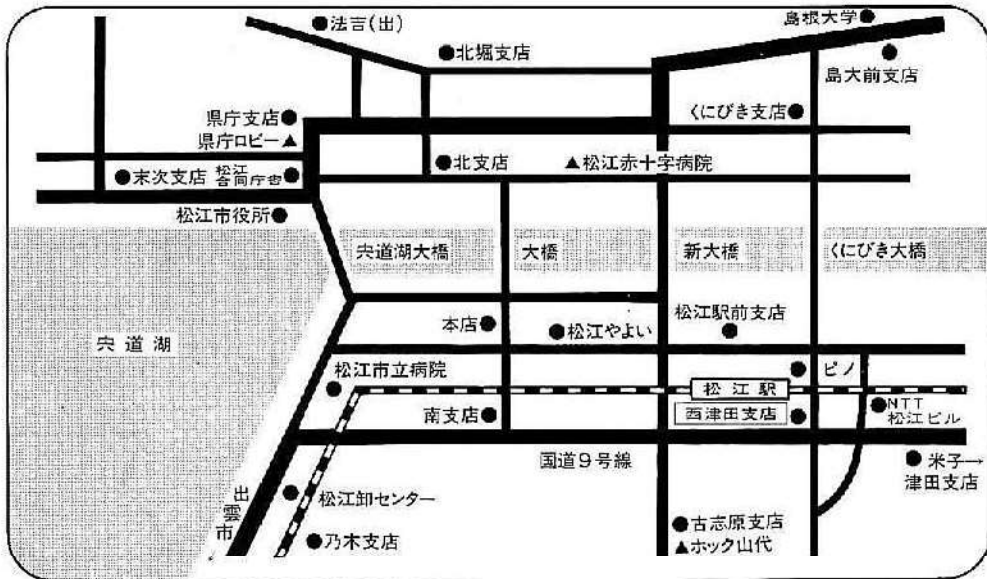 島根大学●
●法吉(出)
●北堀支店
島大前支店
くにびき支店●
県庁支店●
県庁ロビー▲
●北支店
▲松江赤十字病院
●末次支店
松江
合同庁舎●
松江市役所●
宍道湖大橋
大橋
新大橋
くにびき大橋
宍道湖
松江駅前支店
本店●
●松江やよい
松江市立病院
●ピノ
松江駅
南支店●
西津田支店●
●NTT
松江ビル
国道9号線
●米子→
津田支店
出雲市
●松江卸センター
●乃木支店
●古志原支店
▲ホック山代